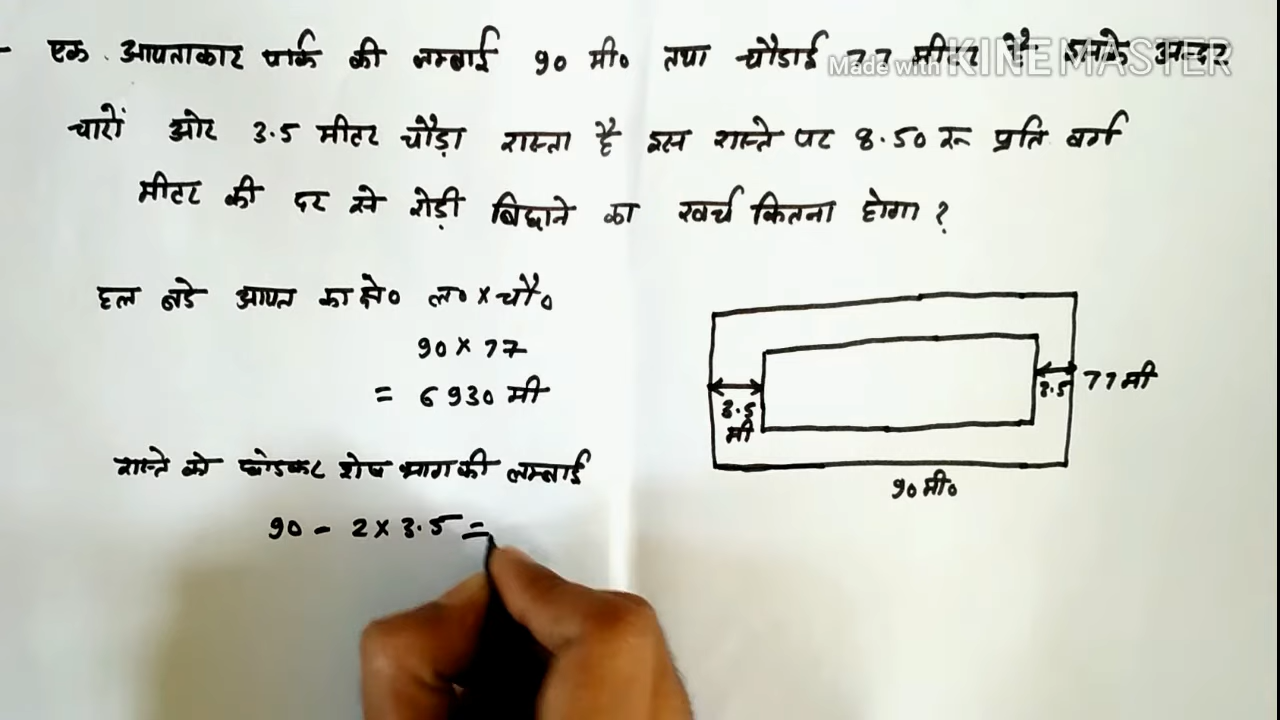 एक आयताकार पार्क की लम्बाई 90 मी० तथा चौडाई 77 मीटर है इसके अन्दर
Made with KINEMASTER
चारों ओर 3.5 मीटर चौड़ा रास्ता है इस रास्ते पर 8.50 रू प्रति वर्ग
मीटर की दर से रोड़ी बिछाने का खर्च कितना होगा ?
हल बडे आयत का क्षे० ल० × चौ०
90 × 77
= 6930 मी
3.5
मी
3.5
77 मी
90 मी०
रास्ते को छोडकर शेष भाग की लम्बाई
90 - 2 × 3.5 =